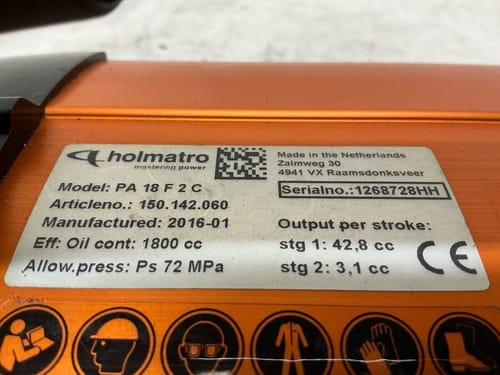 holmatro
mastering power
Made in the Netherlands
Zalmweg 30
4941 VX Raamsdonksveer
Model: PA 18 F 2 C
Serialno.:1268728HH
Articleno: 150.142.060
Manufactured: 2016-01
Output per stroke:
Eff: Oil cont: 1800 cc
stg 1: 42,8 cc
Allow.press: Ps 72 MPa
stg 2: 3,1 cc
CE